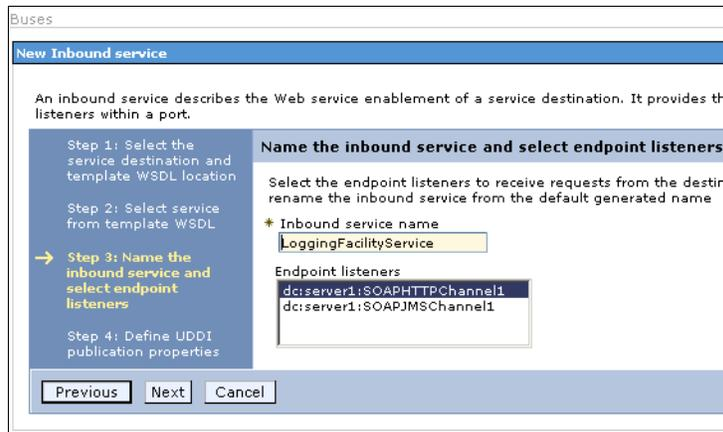 Buses
New Inbound service
An inbound service describes the Web service enablement of a service destination. It provides
listeners within a port.
Step 1: Select the
service destination and
template WSDL location
Step 2: Select service
from template WSDL
Step 3: Name the
inbound service and
select endpoint
listeners
Step 4: Define UDDI
publication properties
Name the inbound service and select endpoint listeners
Select the endpoint listeners to receive requests from the
rename the inbound service from the default generated name
* Inbound service name
LoggingFacilityService
Endpoint listeners
dc:server1:SOAPHTTPChannel1
dc:server1:SOAPJMSChannel1
Previous Next Cancel